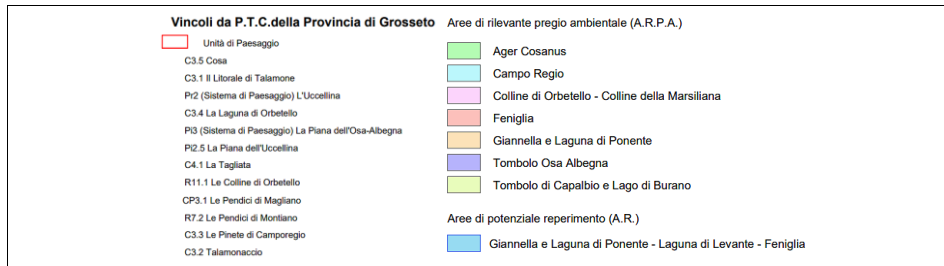 Vincoli da P.T.C.della Provincia di Grosseto
Unità di Paesaggio
C3.5 Cosa
C3.1 Il Litorale di Talamone
Pr2 (Sistema di Paesaggio) L'Uccellina
C3.4 La Laguna di Orbetello
Pi3 (Sistema di Paesaggio) La Piana dell'Osa-Albegna
Pi2.5 La Piana dell'Uccellina
C4.1 La Tagliata
R11.1 Le Colline di Orbetello
CP3.1 Le Pendici di Magliano
R7.2 Le Pendici di Montiano
C3.3 Le Pinete di Camporegio
C3.2 Talamonaccio
Aree di rilevante pregio ambientale (A.R.P.A.)
Ager Cosanus
Campo Regio
Colline di Orbetello - Colline della Marsiliana
Feniglia
Giannella e Laguna di Ponente
Tombolo Osa Albegna
Tombolo di Capalbio e Lago di Burano
Aree di potenziale reperimento (A.R.)
Giannella e Laguna di Ponente - Laguna di Levante - Feniglia